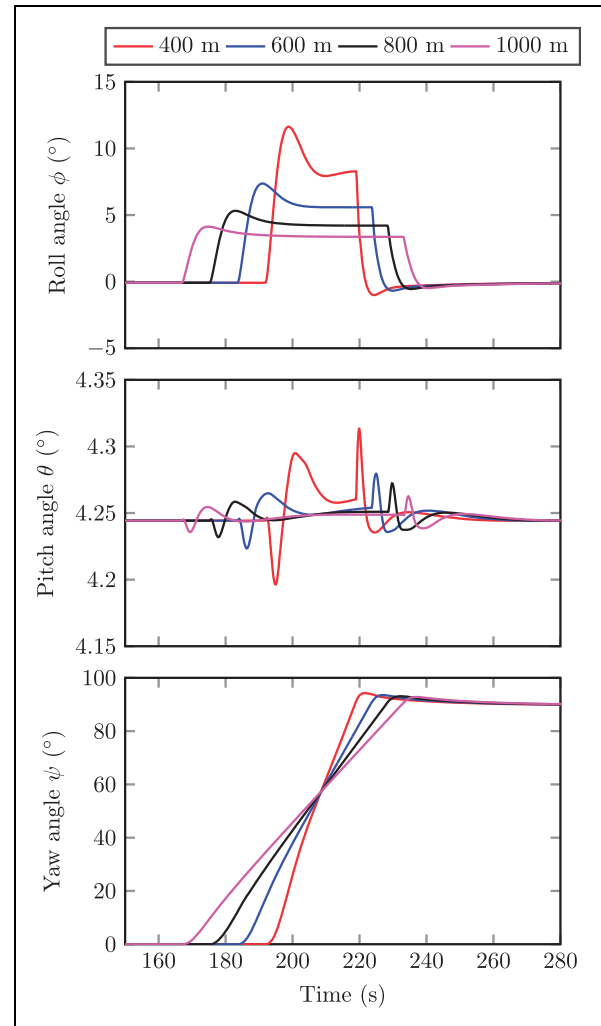 400 m 600 m 800 m 1000 m
15
10
5
0
−5
Roll angle ϕ (°)
4.35
4.3
4.25
4.2
4.15
Pitch angle θ (°)
100
80
60
40
20
0
Yaw angle ψ (°)
160 180 200 220 240 260 280
Time (s)